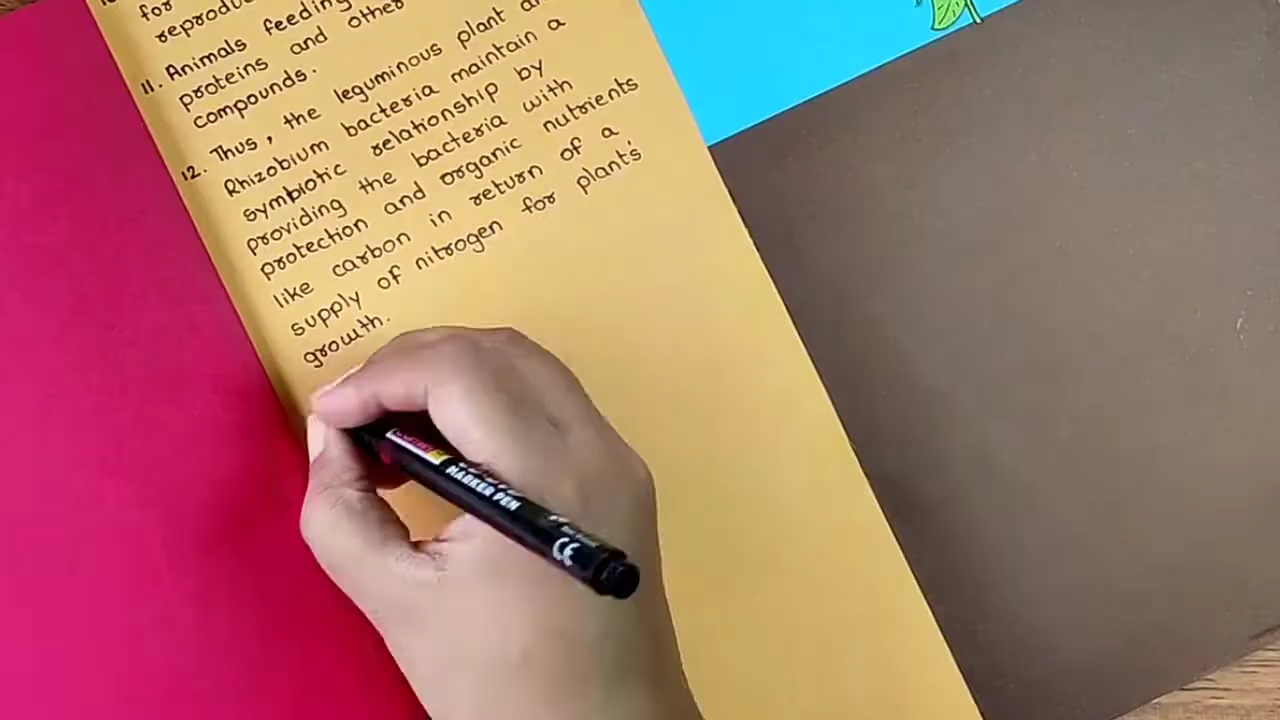 for
11. Animals feeding
proteins and other
compounds.
12. Thus, the leguminous plant
Rhizobium bacteria maintain a
symbiotic relationship by
providing the bacteria with
protection and organic nutrients
like carbon in return of a
supply of nitrogen for plant's
growth.
MARKER PEN
CE